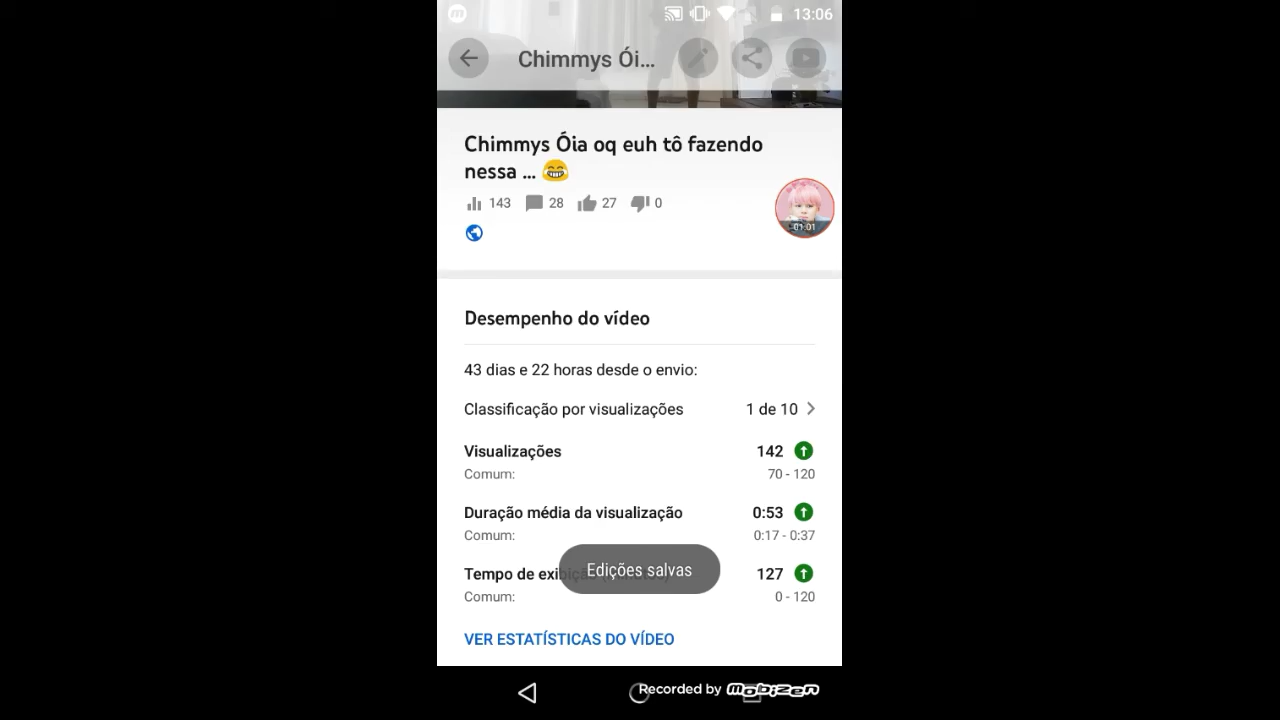 13:06
Chimmys Ói...
Chimmys Óia oq euh tô fazendo
nessa ... 😂
143 28 27 0
01:01
Desempenho do vídeo
43 dias e 22 horas desde o envio:
Classificação por visualizações 1 de 10
Visualizações 142
Comum: 70 - 120
Duração média da visualização 0:53
Comum: 0:17 - 0:37
Tempo de 127
Edições salvas
Comum: 0 - 120
VER ESTATÍSTICAS DO VÍDEO
Recorded by mobizen